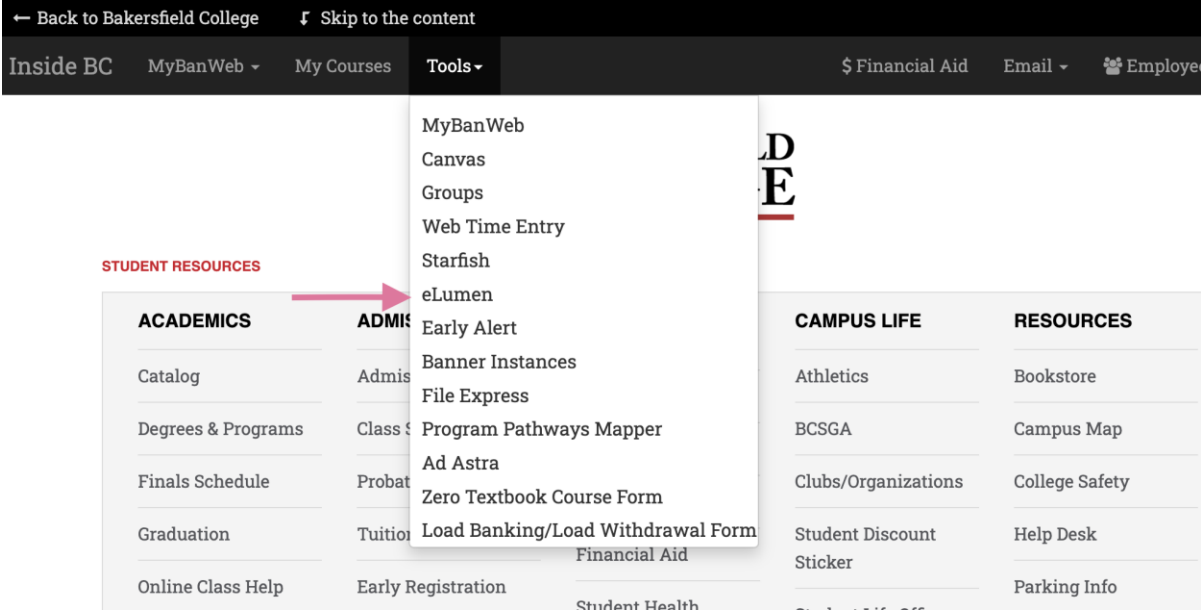 ← Back to Bakersfield College Skip to the content
Inside BC MyBanWeb My Courses Tools $ Financial Aid Email
MyBanWeb
Canvas
Groups
Web Time Entry
Starfish
eLumen
Early Alert
Banner Instances
File Express
Program Pathways Mapper
Ad Astra
Zero Textbook Course Form
Load Banking/Load Withdrawal Form
STUDENT RESOURCES
ACADEMICS
Catalog
Degrees & Programs
Finals Schedule
Graduation
Online Class Help
Early Registration
Financial Aid
Student Health
CAMPUS LIFE
Athletics
BCSGA
Clubs/Organizations
Student Discount
Sticker
RESOURCES
Bookstore
Campus Map
College Safety
Help Desk
Parking Info